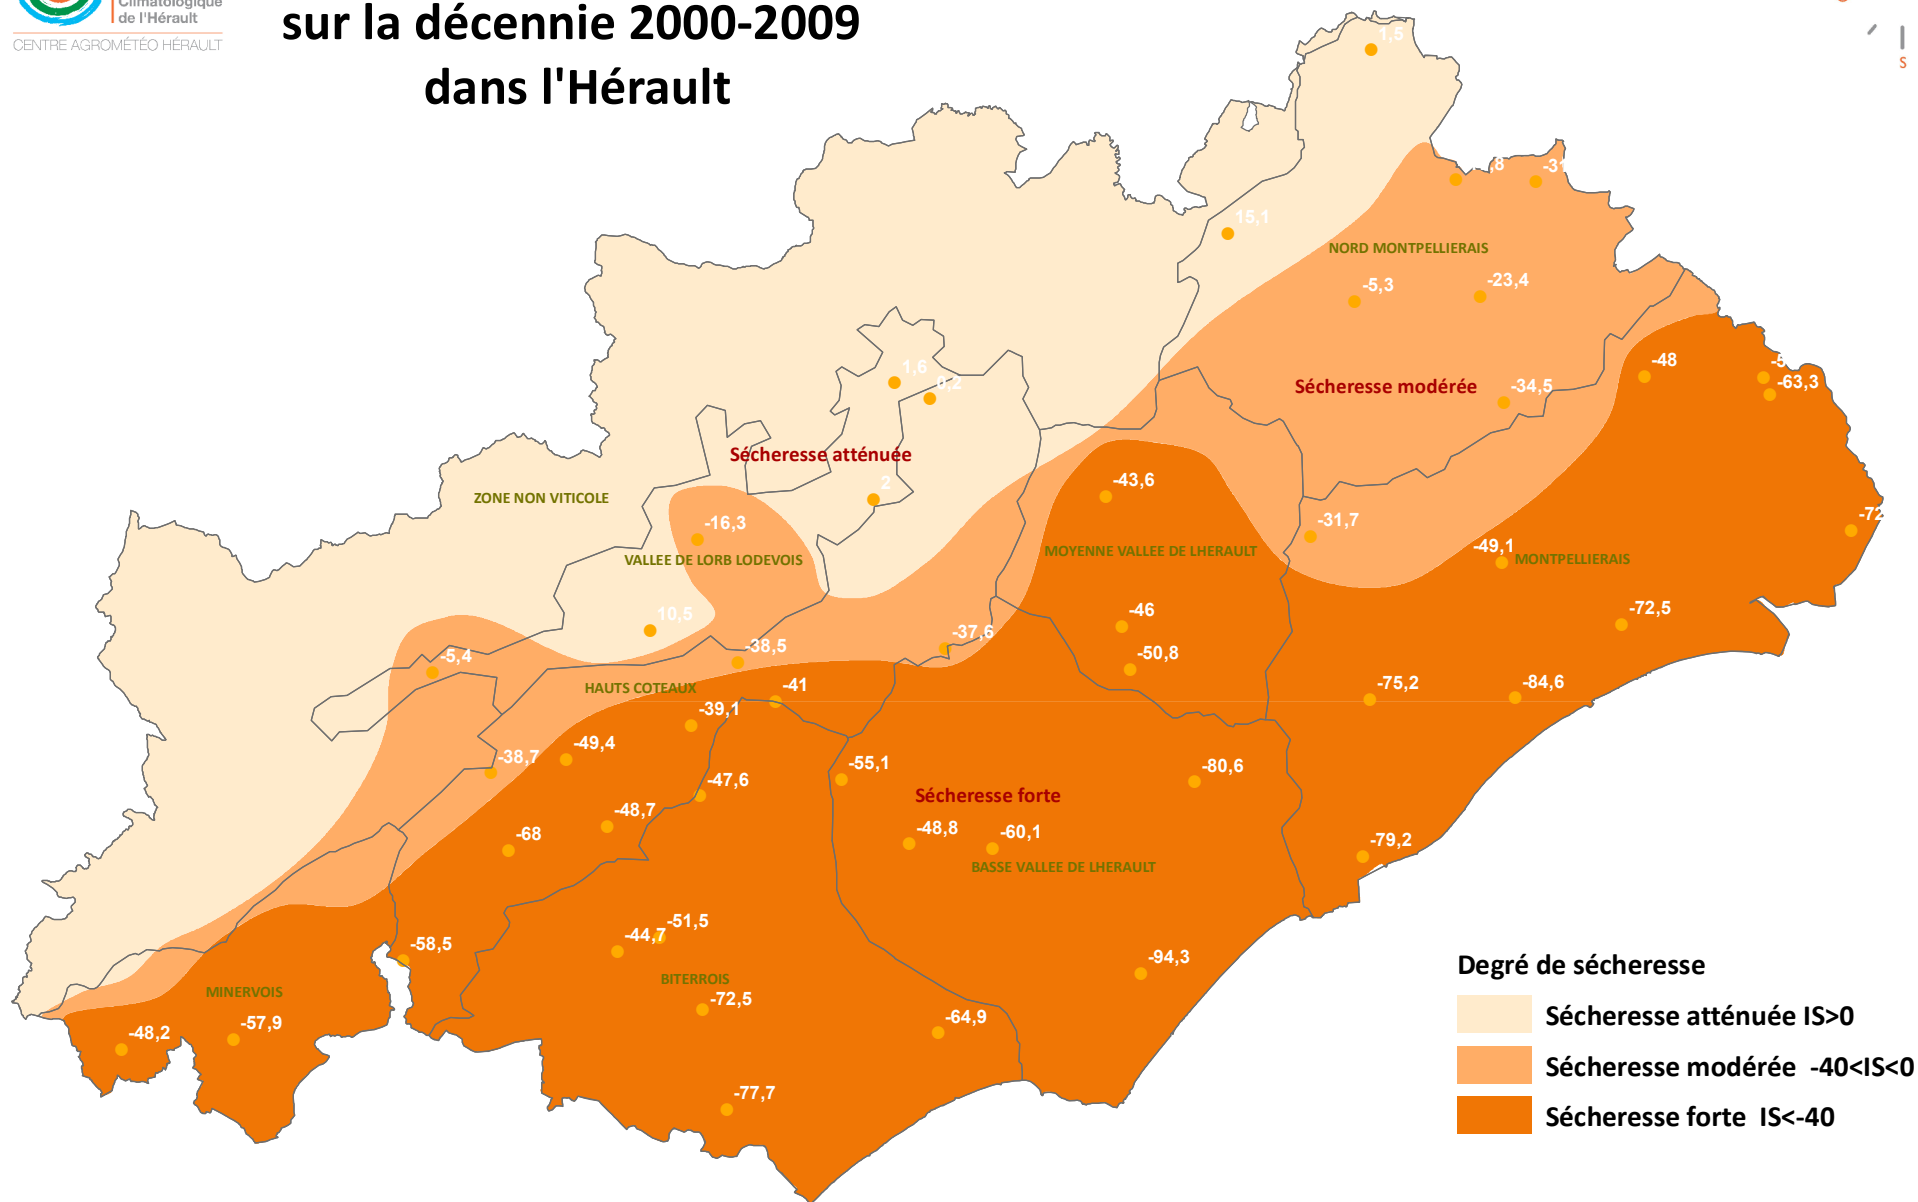 Climatologique
de l'Hérault
CENTRE AGROMÉTÉO HÉRAULT
sur la décennie 2000-2009
dans l'Hérault
S
1,5
15,1
NORD MONTPELLIERAIS
-5,3
-23,4
-48
-63,3
1,6
0,2
Sécheresse modérée
-34,5
Sécheresse atténuée
2
-43,6
ZONE NON VITICOLE
-16,3
-31,7
-72
-49,1
MOYENNE VALLEE DE LHERAULT
MONTPELLIERAIS
VALLEE DE LORB LODEVOIS
10,5
-46
-72,5
-5,4
-38,5
-37,6
-50,8
HAUTS COTEAUX
-41
-75,2
-84,6
-39,1
-49,4
-38,7
-55,1
-80,6
-47,6
Sécheresse forte
-48,7
-68
-48,8
-60,1
-79,2
BASSE VALLEE DE LHERAULT
-51,5
-44,7
-58,5
-94,3
BITERROIS
MINERVOIS
-72,5
-64,9
-48,2
-57,9
-77,7
Degré de sécheresse
Sécheresse atténuée IS>0
Sécheresse modérée -40<IS<0
Sécheresse forte IS<-40